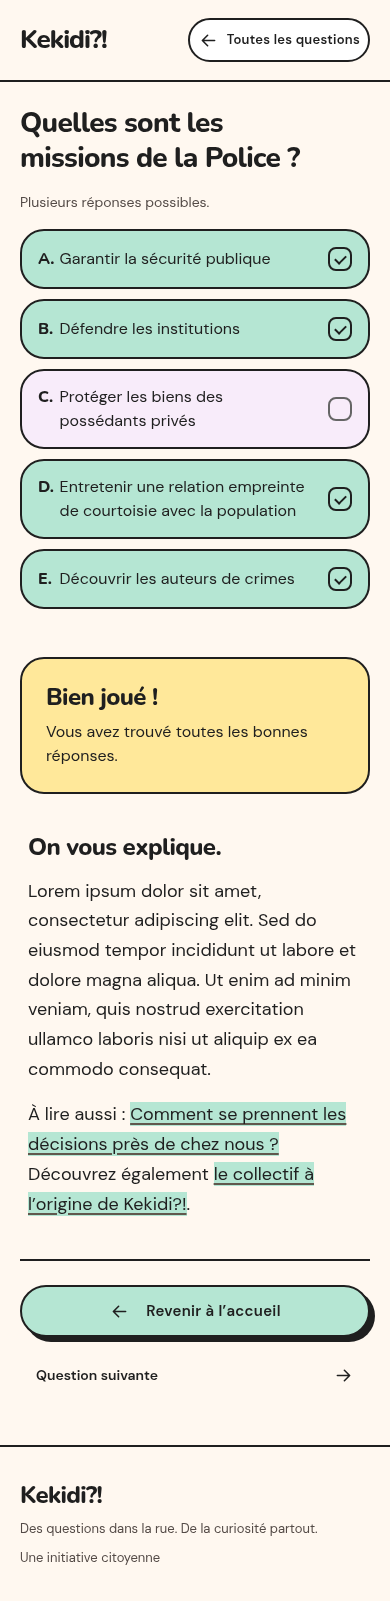 Kekidi?!
← Toutes les questions
Quelles sont les
missions de la Police ?
Plusieurs réponses possibles.
A. Garantir la sécurité publique
B. Défendre les institutions
C. Protéger les biens des
possédants privés
D. Entretenir une relation empreinte
de courtoisie avec la population
E. Découvrir les auteurs de crimes
Bien joué !
Vous avez trouvé toutes les bonnes
réponses.
On vous explique.
Lorem ipsum dolor sit amet,
consectetur adipiscing elit. Sed do
eiusmod tempor incididunt ut labore et
dolore magna aliqua. Ut enim ad minim
veniam, quis nostrud exercitation
ullamco laboris nisi ut aliquip ex ea
commodo consequat.
À lire aussi : Comment se prennent les
décisions près de chez nous ?
Découvrez également le collectif à
l’origine de Kekidi?!.
← Revenir à l’accueil
Question suivante →
Kekidi?!
Des questions dans la rue. De la curiosité partout.
Une initiative citoyenne